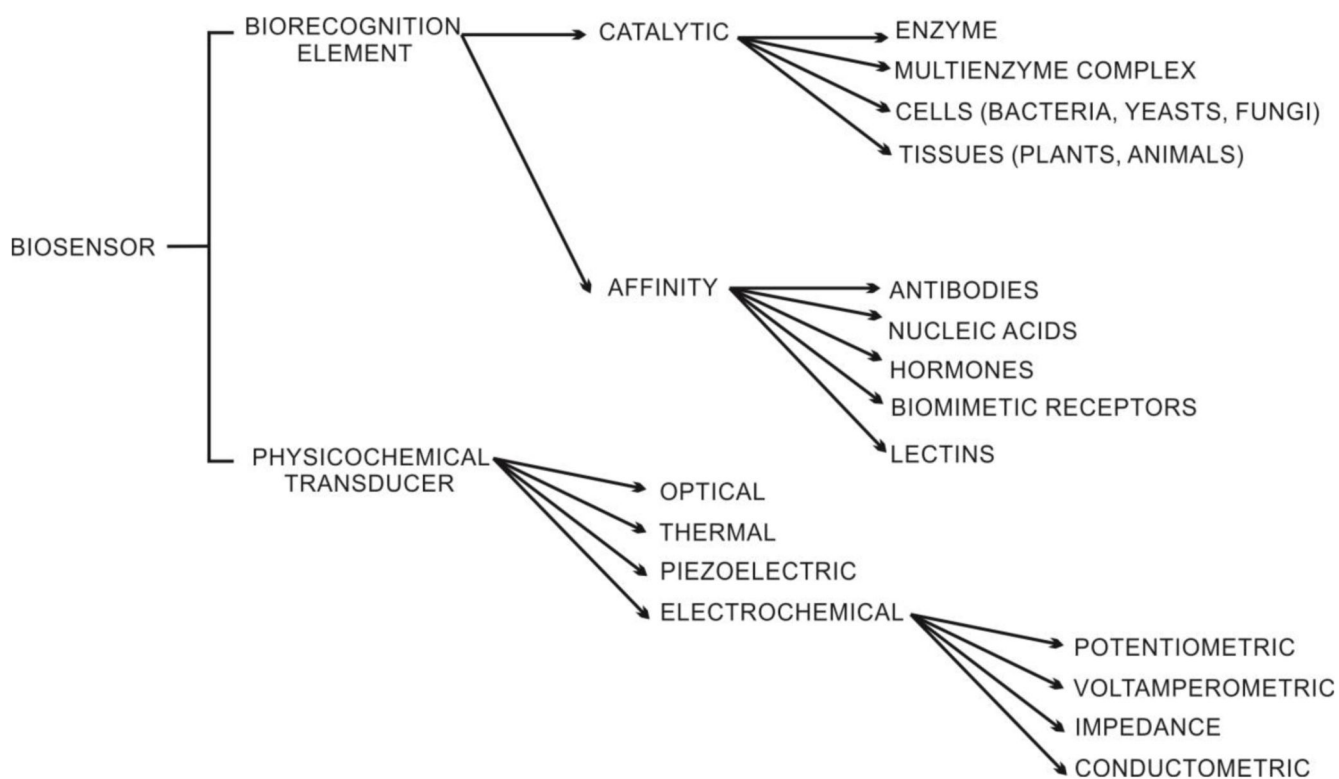 BIOSENSOR
BIORECOGNITION
ELEMENT
CATALYTIC
ENZYME
MULTIENZYME COMPLEX
CELLS (BACTERIA, YEASTS, FUNGI)
TISSUES (PLANTS, ANIMALS)
AFFINITY
ANTIBODIES
NUCLEIC ACIDS
HORMONES
BIOMIMETIC RECEPTORS
LECTINS
PHYSICOCHEMICAL
TRANSDUCER
OPTICAL
THERMAL
PIEZOELECTRIC
ELECTROCHEMICAL
POTENTIOMETRIC
VOLTAMPEROMETRIC
IMPEDANCE
CONDUCTOMETRIC